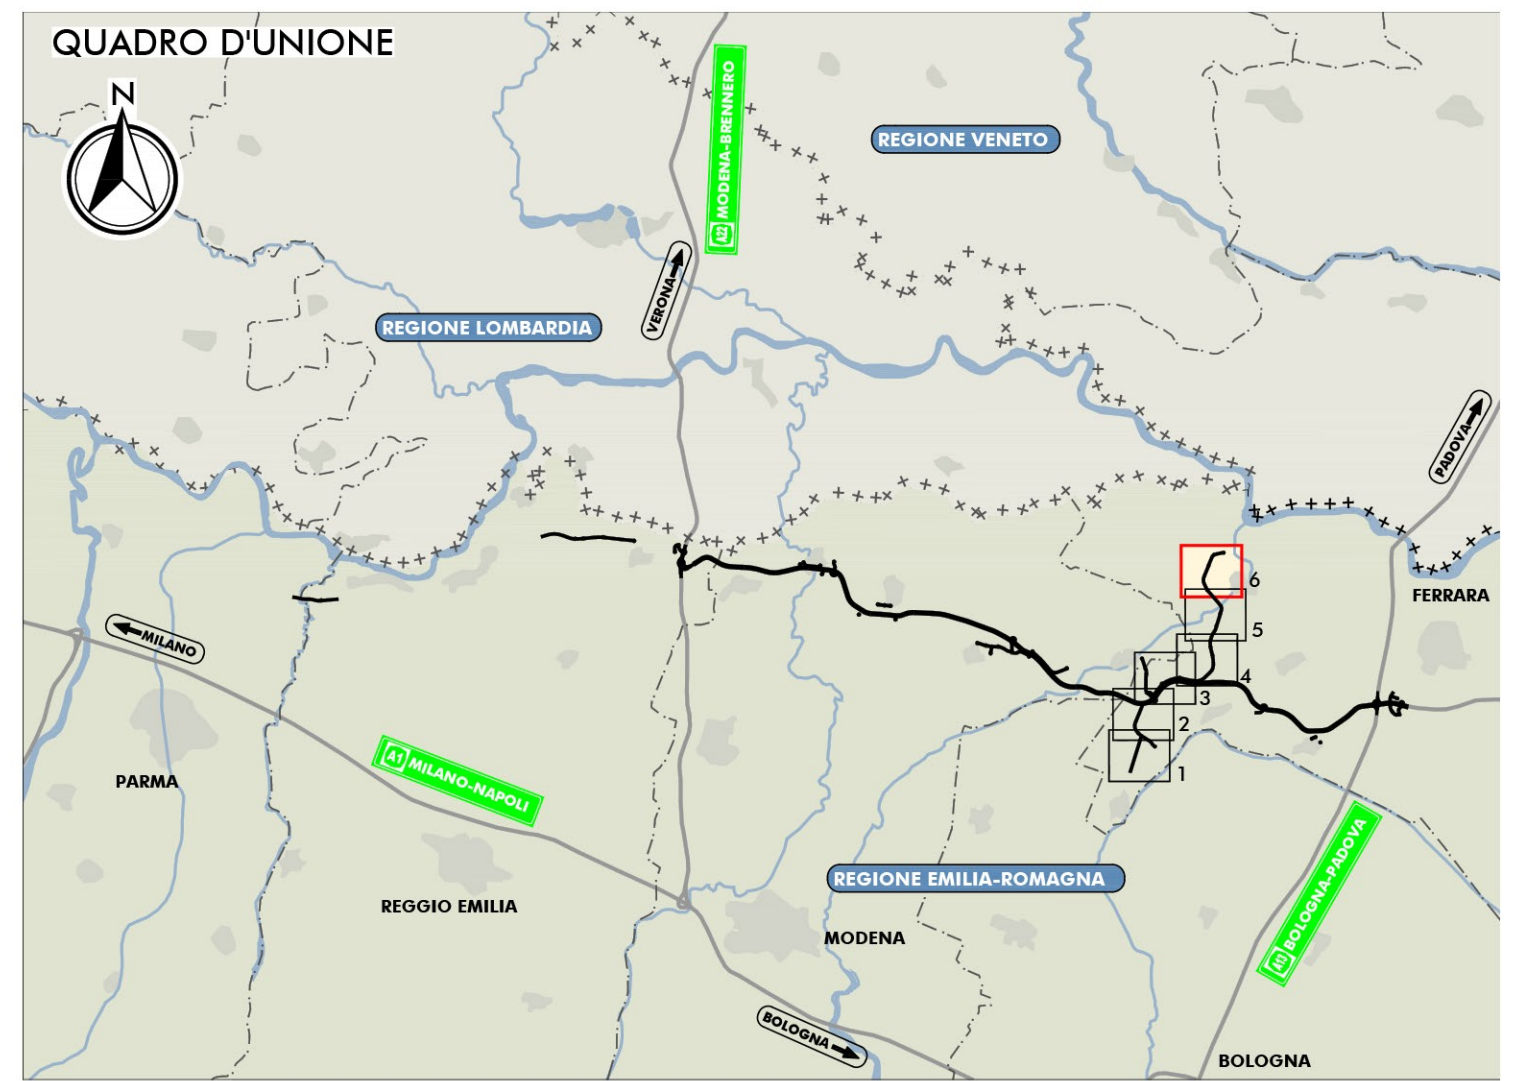 QUADRO D'UNIONE
N
A22 MODENA-BRENNERO
REGIONE VENETO
VERONA
REGIONE LOMBARDIA
PADOVA
6
FERRARA
5
MILANO
4
3
2
1
PARMA
A1 MILANO-NAPOLI
REGIONE EMILIA-ROMAGNA
A13 BOLOGNA-PADOVA
REGGIO EMILIA
MODENA
BOLOGNA
BOLOGNA